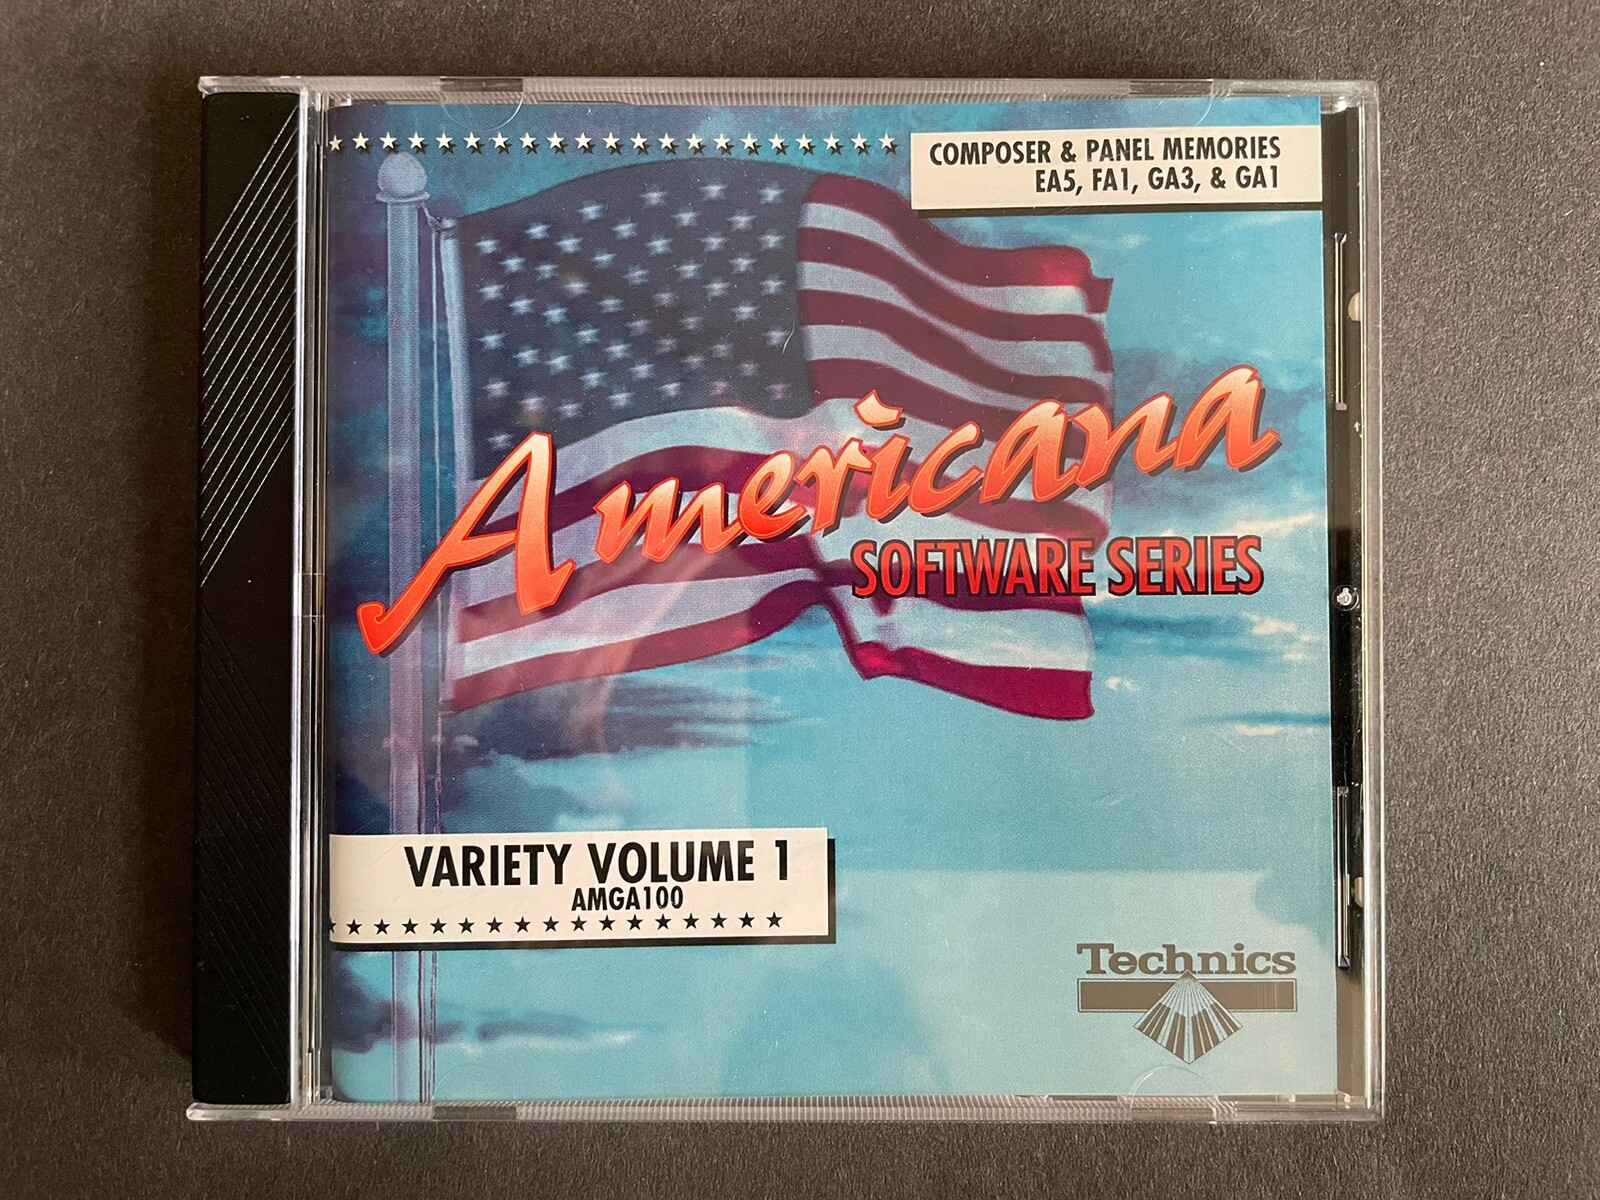 COMPOSER & PANEL MEMORIES
EA5, FA1, GA3, & GA1
Americana
SOFTWARE SERIES
VARIETY VOLUME 1
AMGA100
Technics